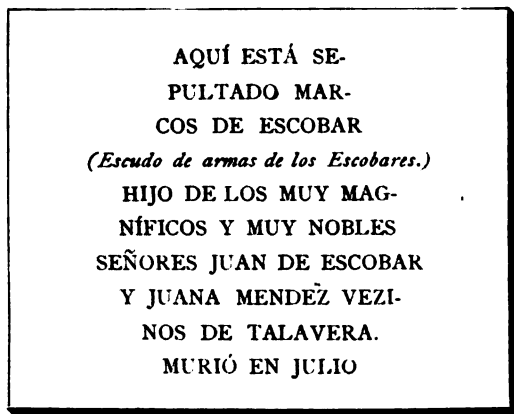 AQUÍ ESTÁ SE-
PULTADO MAR-
COS DE ESCOBAR
(Escudo de armas de los Escobares.)
HIJO DE LOS MUY MAG-
NÍFICOS Y MUY NOBLES
SEÑORES JUAN DE ESCOBAR
Y JUANA MENDEZ VEZI-
NOS DE TALAVERA.
MURIÓ EN JULIO